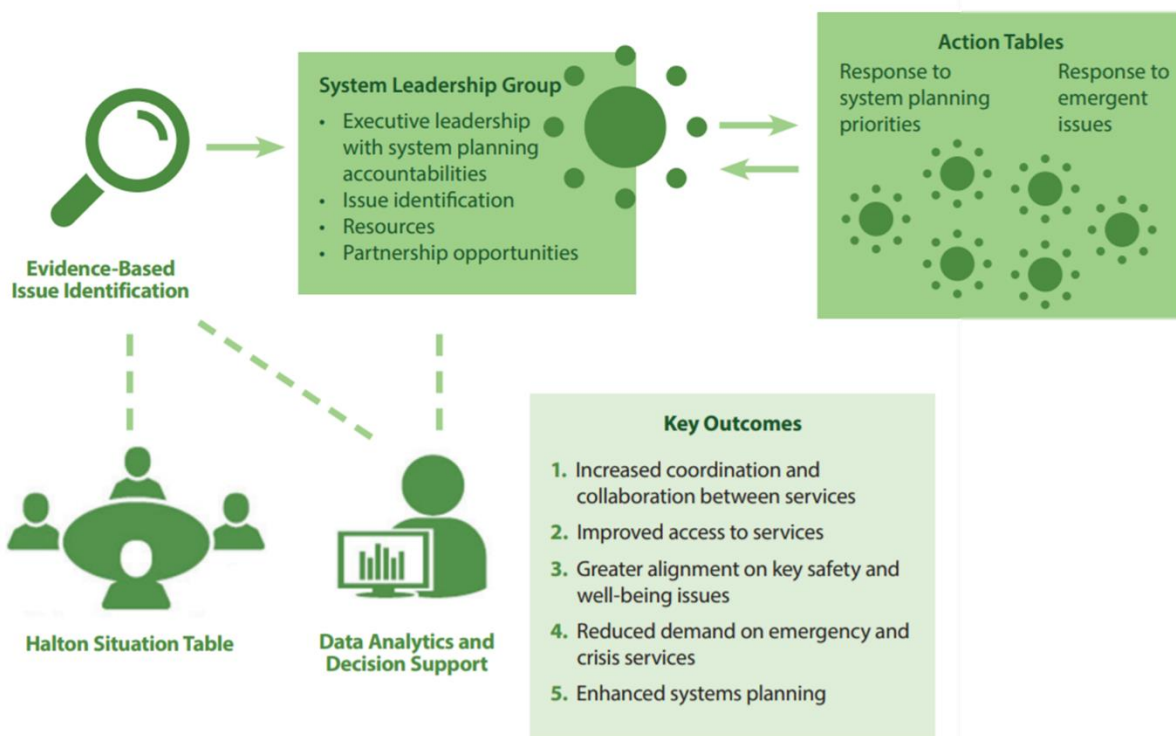 System Leadership Group
• Executive leadership
with system planning
accountabilities
• Issue identification
• Resources
• Partnership opportunities
Action Tables
Response to
system planning
priorities
Response to
emergent
issues
Evidence-Based
Issue Identification
Halton Situation Table
Data Analytics and
Decision Support
Key Outcomes
1. Increased coordination and
collaboration between services
2. Improved access to services
3. Greater alignment on key safety and
well-being issues
4. Reduced demand on emergency and
crisis services
5. Enhanced systems planning